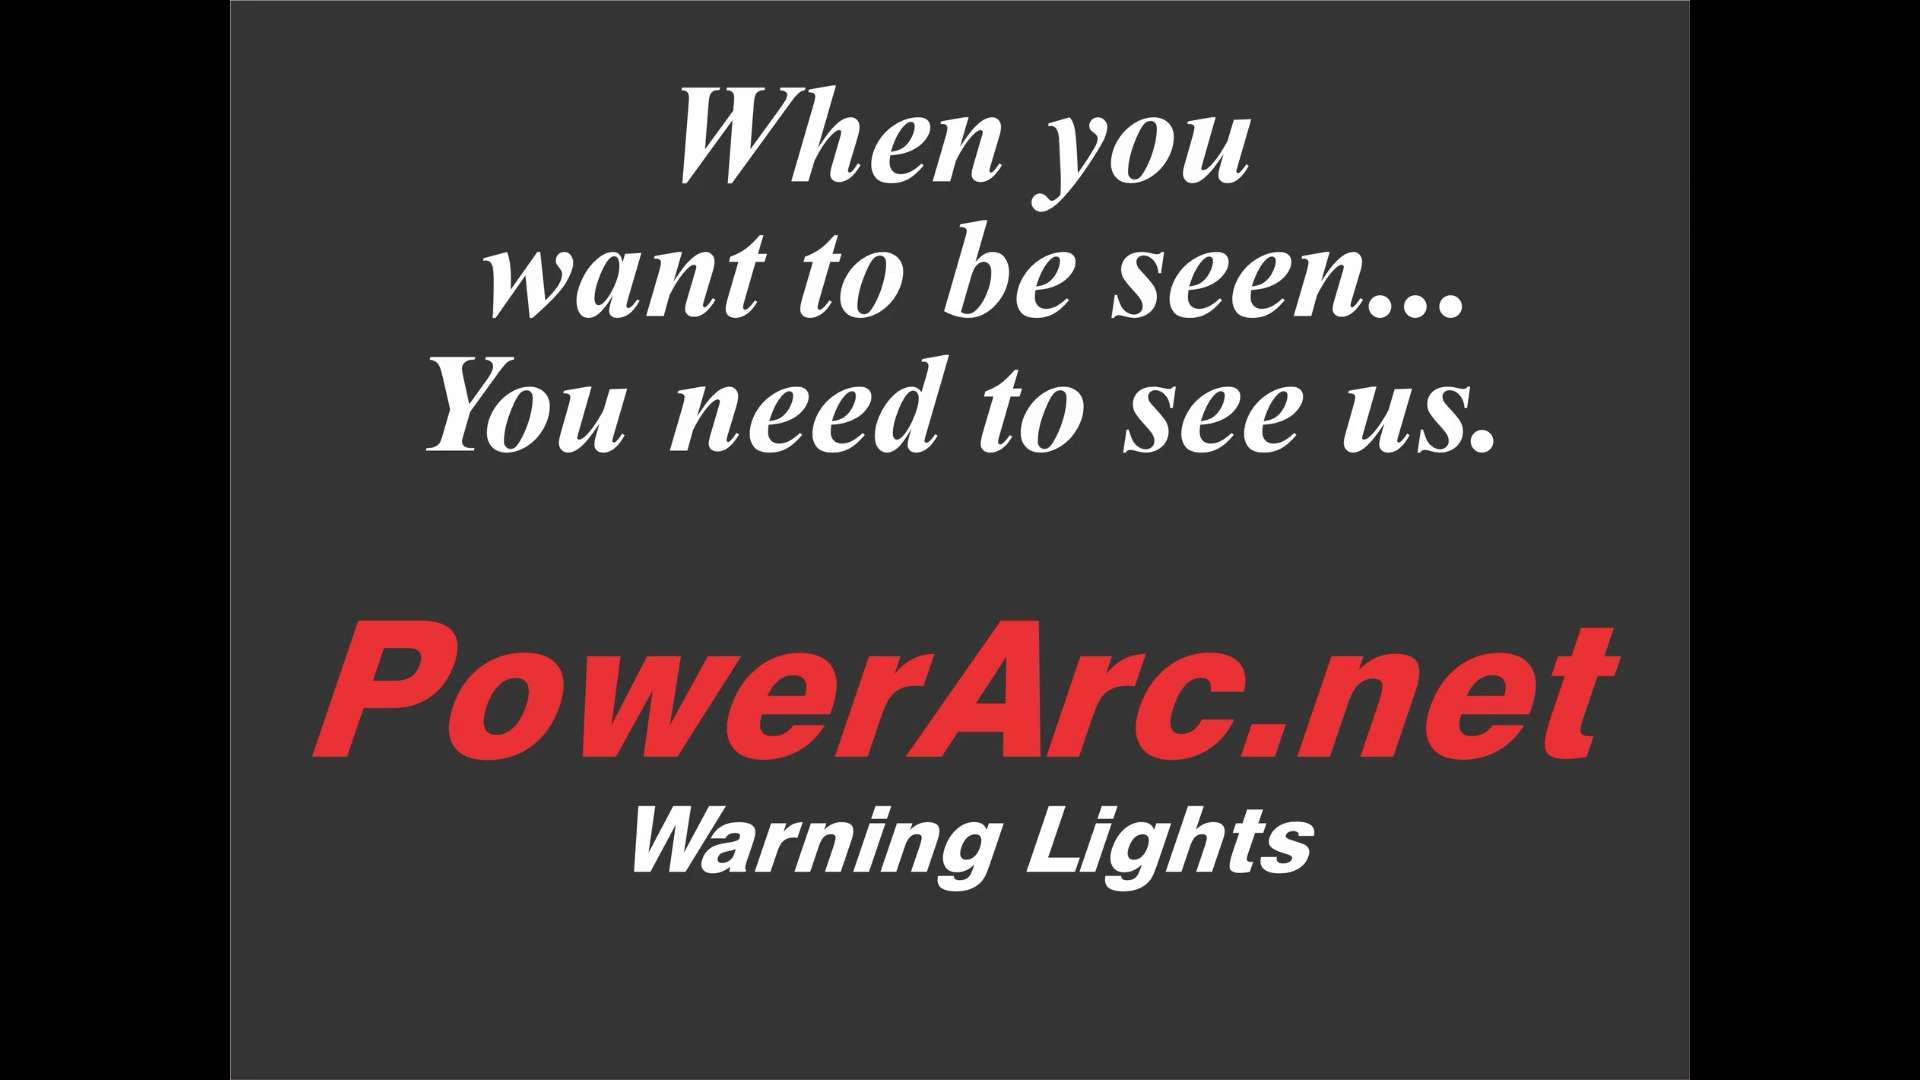 When you
want to be seen...
You need to see us.
PowerArc.net
Warning Lights